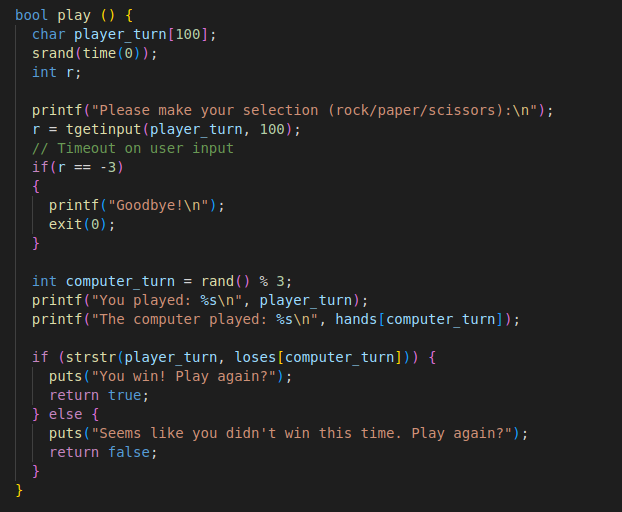 bool play () {
char player_turn[100];
srand(time(0));
int r;
printf("Please make your selection (rock/paper/scissors):\n");
r = tgetinput(player_turn, 100);
// Timeout on user input
if(r == -3)
{
printf("Goodbye!\n");
exit(0);
}
int computer_turn = rand() % 3;
printf("You played: %s\n", player_turn);
printf("The computer played: %s\n", hands[computer_turn]);
if (strstr(player_turn, loses[computer_turn])) {
puts("You win! Play again?");
return true;
} else {
puts("Seems like you didn't win this time. Play again?");
return false;
}
}